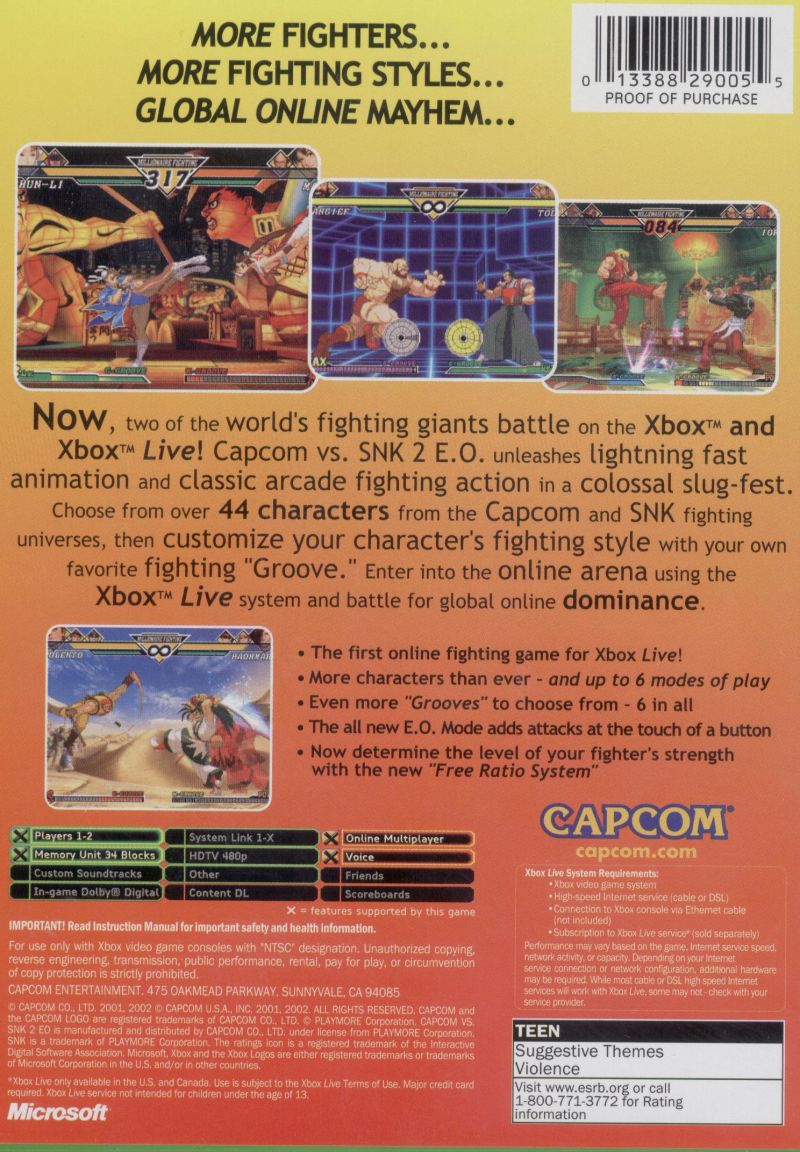 MORE FIGHTERS...
MORE FIGHTING STYLES...
GLOBAL ONLINE MAYHEM...
0 13388 29005 5
PROOF OF PURCHASE
MILLIONAIRE FIGHTING
317
HUN-LI
MILLIONAIRE FIGHTING
∞
ANGIEF
TOD
MILLIONAIRE FIGHTING
084
IOR
Now, two of the world's fighting giants battle on the Xbox™ and
Xbox™ Live! Capcom vs. SNK 2 E.O. unleashes lightning fast
animation and classic arcade fighting action in a colossal slug-fest.
Choose from over 44 characters from the Capcom and SNK fighting
universes, then customize your character's fighting style with your own
favorite fighting "Groove." Enter into the online arena using the
Xbox™ Live system and battle for global online dominance.
MILLIONAIRE FIGHTING
∞
HAOHMAR
• The first online fighting game for Xbox Live!
• More characters than ever - and up to 6 modes of play
• Even more "Grooves" to choose from - 6 in all
• The all new E.O. Mode adds attacks at the touch of a button
• Now determine the level of your fighter's strength
with the new "Free Ratio System"
X Players 1-2
X Memory Unit 34 Blocks
Custom Soundtracks
In-game Dolby® Digital
System Link 1-X
HDTV 480p
Other
Content DL
X Online Multiplayer
X Voice
Friends
Scoreboards
X = features supported by this game
CAPCOM®
capcom.com
Xbox Live System Requirements:
• Xbox video game system
• High-speed Internet service (cable or DSL)
• Connection to Xbox console via Ethernet cable
(not included)
• Subscription to Xbox Live service* (sold separately)
Performance may vary based on the game, Internet service speed,
network activity, or capacity. Depending on your Internet
service connection or network configuration, additional hardware
may be required. While most cable or DSL high speed Internet
services will work with Xbox Live, some may not - check with your
service provider.
IMPORTANT! Read Instruction Manual for important safety and health information.
For use only with Xbox video game consoles with "NTSC" designation. Unauthorized copying,
reverse engineering, transmission, public performance, rental, pay for play, or circumvention
of copy protection is strictly prohibited.
CAPCOM ENTERTAINMENT. 475 OAKMEAD PARKWAY. SUNNYVALE, CA 94085
© CAPCOM CO., LTD. 2001, 2002 © CAPCOM U.S.A., INC. 2001, 2002. ALL RIGHTS RESERVED. CAPCOM and
the CAPCOM LOGO are registered trademarks of CAPCOM CO., LTD. © PLAYMORE Corporation. CAPCOM VS.
SNK 2 EO is manufactured and distributed by CAPCOM CO., LTD. under license from PLAYMORE Corporation.
SNK is a trademark of PLAYMORE Corporation. The ratings icon is a registered trademark of the Interactive
Digital Software Association. Microsoft, Xbox and the Xbox Logos are either registered trademarks or trademarks
of Microsoft Corporation in the U.S. and/or in other countries.
*Xbox Live only available in the U.S. and Canada. Use is subject to the Xbox Live Terms of Use. Major credit card
required. Xbox Live service not intended for children under the age of 13.
Microsoft
TEEN
Suggestive Themes
Violence
Visit www.esrb.org or call
1-800-771-3772 for Rating
information